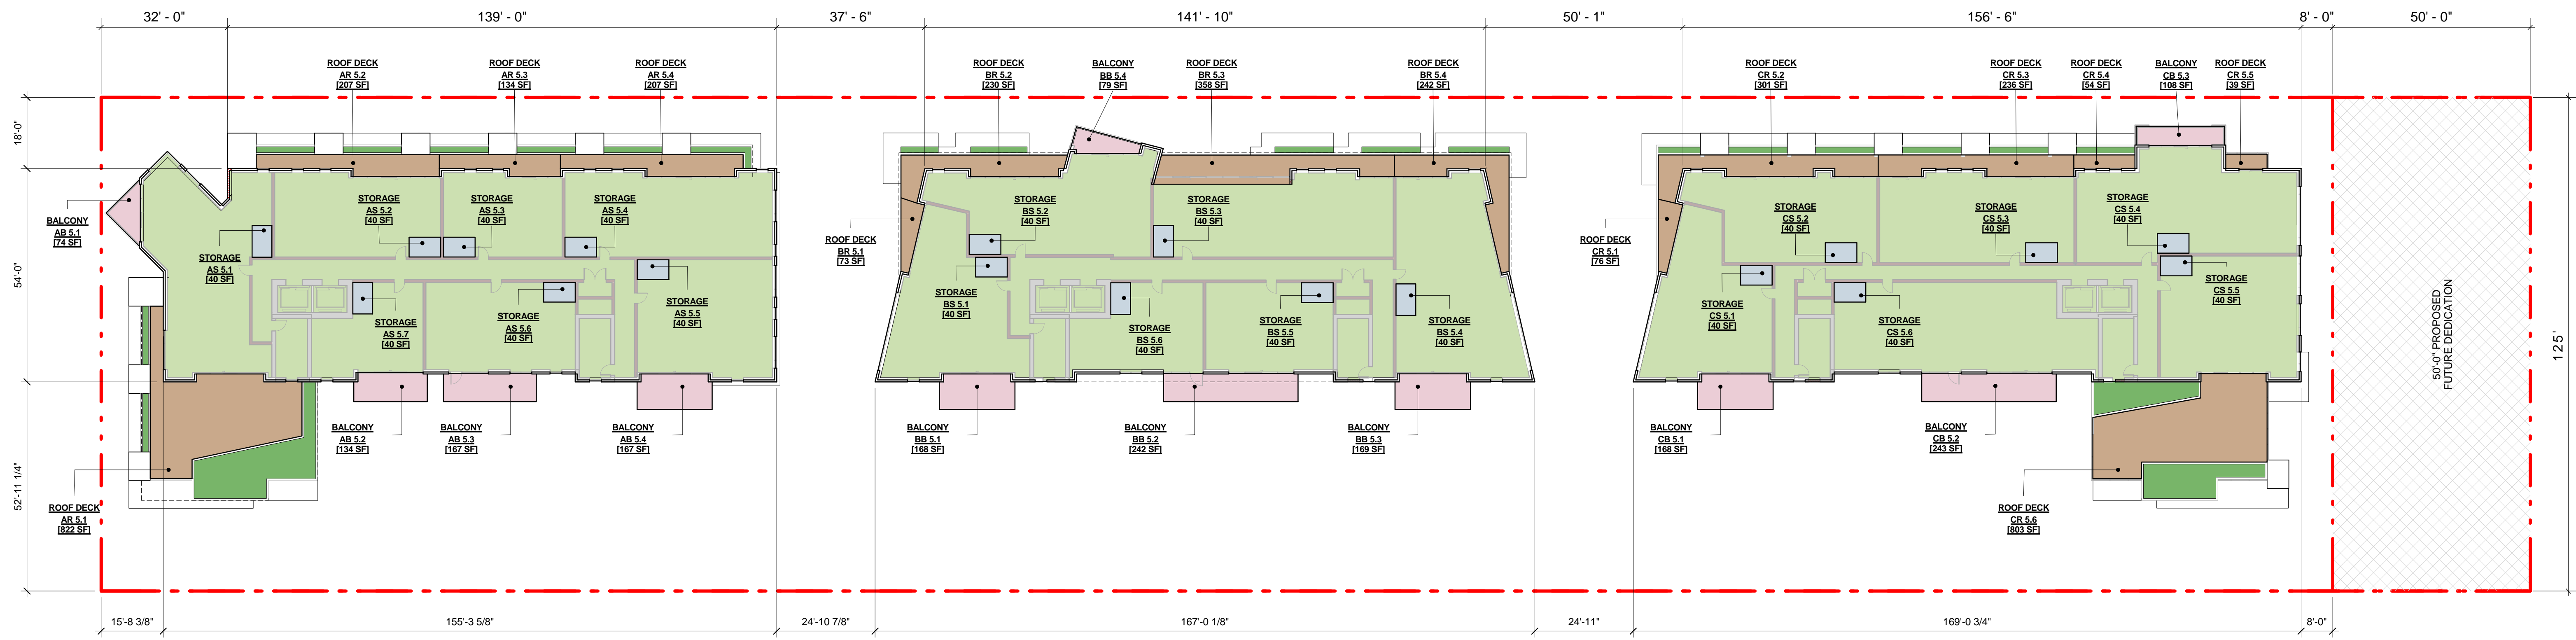 32' - 0"
139' - 0"
37' - 6"
141' - 10"
50' - 1"
156' - 6"
8' - 0"
50' - 0"
ROOF DECK
AR 5.2
[207 SF]
ROOF DECK
AR 5.3
[134 SF]
ROOF DECK
AR 5.4
[207 SF]
ROOF DECK
BR 5.2
[230 SF]
BALCONY
BB 5.4
[79 SF]
ROOF DECK
BR 5.3
[358 SF]
ROOF DECK
BR 5.4
[242 SF]
ROOF DECK
CR 5.2
[301 SF]
ROOF DECK
CR 5.3
[236 SF]
ROOF DECK
CR 5.4
[54 SF]
BALCONY
CB 5.3
[108 SF]
ROOF DECK
CR 5.5
[39 SF]
18'-0"
54'-0"
52'-11 1/4"
BALCONY
AB 5.1
[74 SF]
STORAGE
AS 5.1
[40 SF]
STORAGE
AS 5.2
[40 SF]
STORAGE
AS 5.3
[40 SF]
STORAGE
AS 5.4
[40 SF]
STORAGE
AS 5.7
[40 SF]
STORAGE
AS 5.6
[40 SF]
STORAGE
AS 5.5
[40 SF]
ROOF DECK
BR 5.1
[73 SF]
STORAGE
BS 5.2
[40 SF]
STORAGE
BS 5.3
[40 SF]
STORAGE
BS 5.1
[40 SF]
STORAGE
BS 5.6
[40 SF]
STORAGE
BS 5.5
[40 SF]
STORAGE
BS 5.4
[40 SF]
ROOF DECK
CR 5.1
[76 SF]
STORAGE
CS 5.2
[40 SF]
STORAGE
CS 5.3
[40 SF]
STORAGE
CS 5.4
[40 SF]
STORAGE
CS 5.1
[40 SF]
STORAGE
CS 5.6
[40 SF]
STORAGE
CS 5.5
[40 SF]
50'-0" PROPOSED
FUTURE DEDICATION
125'
BALCONY
AB 5.2
[134 SF]
BALCONY
AB 5.3
[167 SF]
BALCONY
AB 5.4
[167 SF]
BALCONY
BB 5.1
[168 SF]
BALCONY
BB 5.2
[242 SF]
BALCONY
BB 5.3
[169 SF]
BALCONY
CB 5.1
[168 SF]
BALCONY
CB 5.2
[243 SF]
ROOF DECK
AR 5.1
[822 SF]
ROOF DECK
CR 5.6
[803 SF]
15'-8 3/8"
155'-3 5/8"
24'-10 7/8"
167'-0 1/8"
24'-11"
169'-0 3/4"
8'-0"